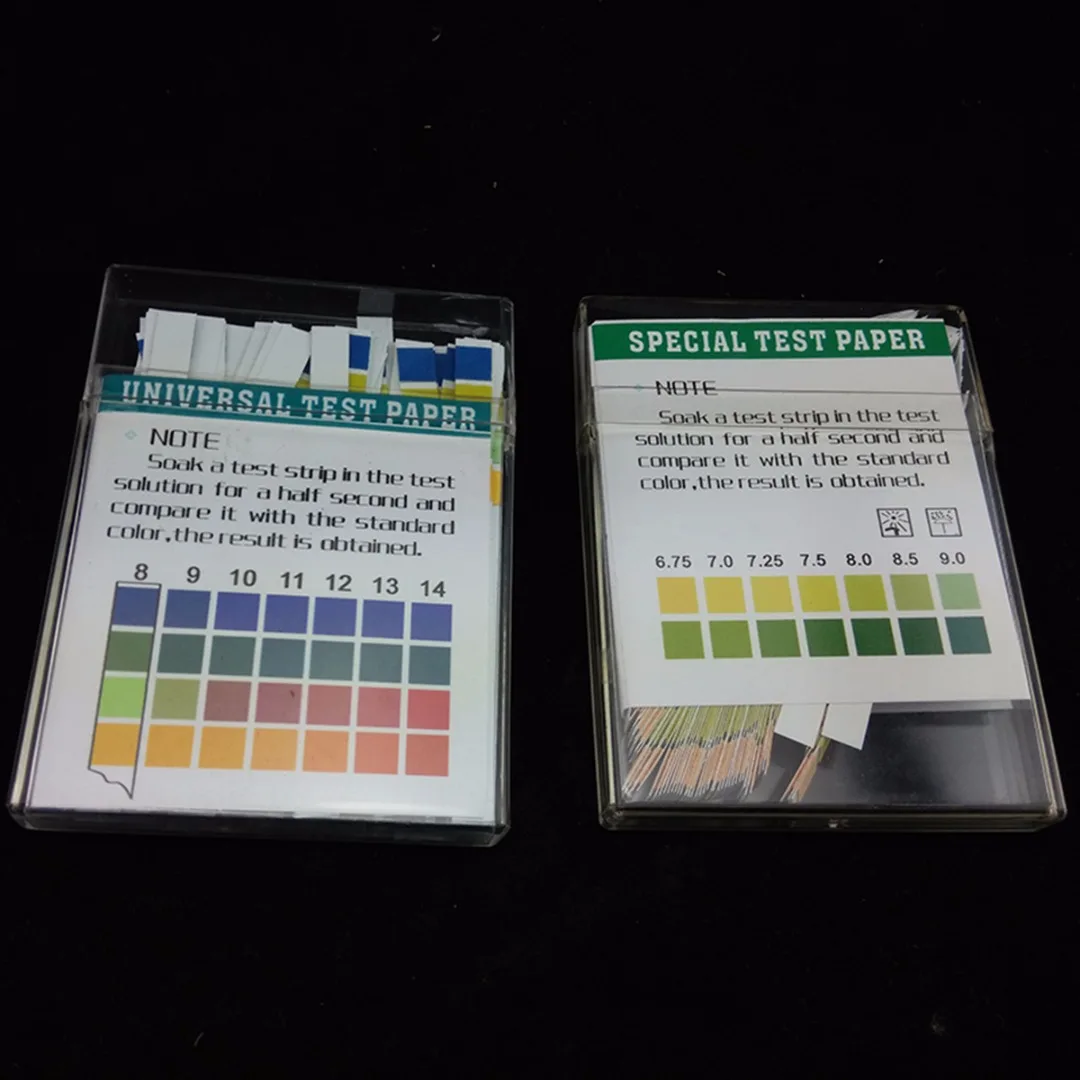 UNIVERSAL TEST PAPER
NOTE
Soak a test strip in the test
solution for a half second and
compare it with the standard
color,the result is obtained.
8 9 10 11 12 13 14
SPECIAL TEST PAPER
NOTE
Soak a test strip in the test
solution for a half second and
compare it with the standard
color,the result is obtained.
6.75 7.0 7.25 7.5 8.0 8.5 9.0